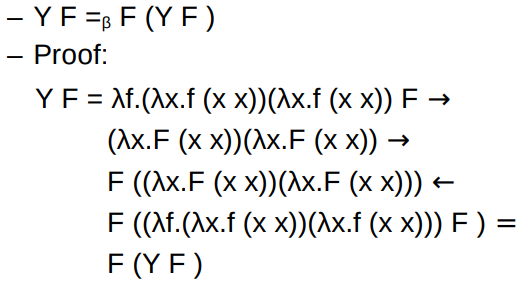 – Y F =β F (Y F )
– Proof:
Y F = λf.(λx.f (x x))(λx.f (x x)) F →
(λx.F (x x))(λx.F (x x)) →
F ((λx.F (x x))(λx.F (x x))) ←
F ((λf.(λx.f (x x))(λx.f (x x))) F ) =
F (Y F )